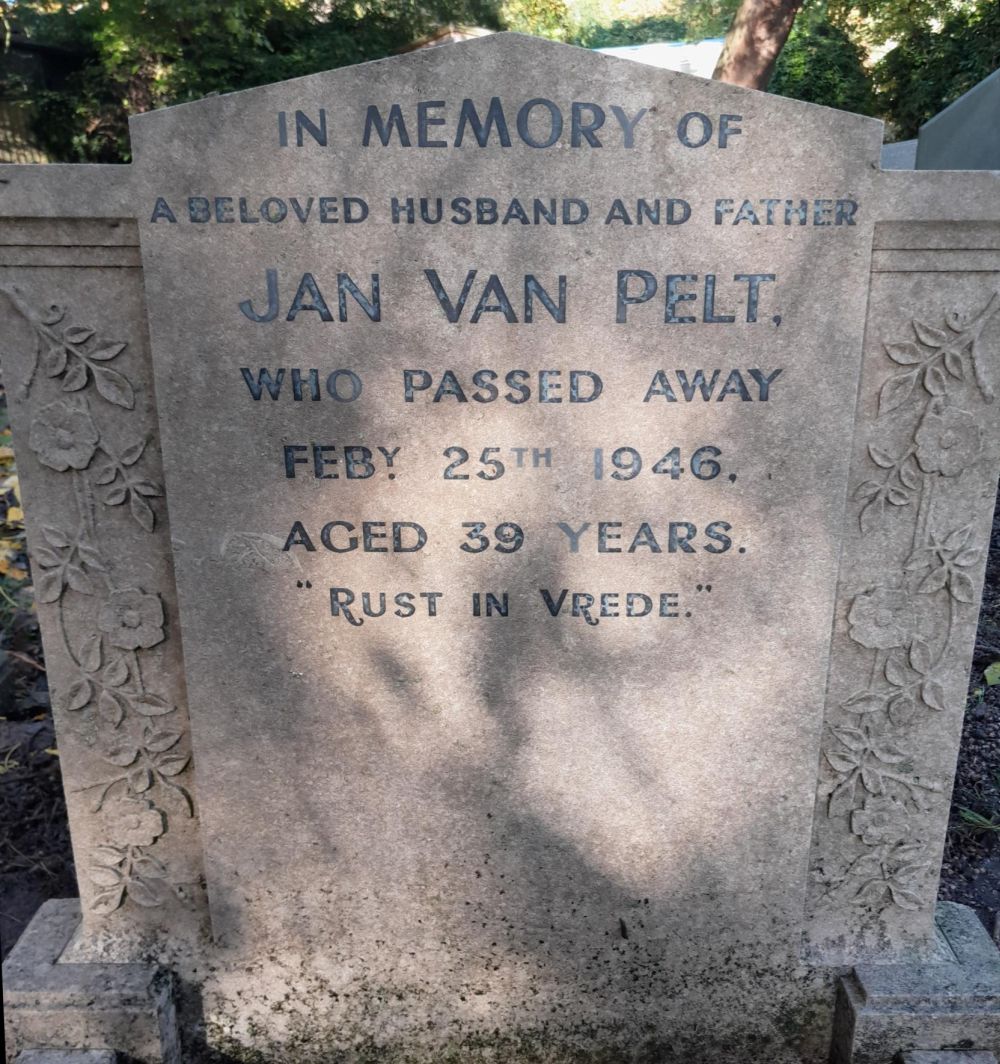 IN MEMORY OF
A BELOVED HUSBAND AND FATHER
JAN VAN PELT,
WHO PASSED AWAY
FEBY. 25TH 1946,
AGED 39 YEARS.
"RUST IN VREDE."